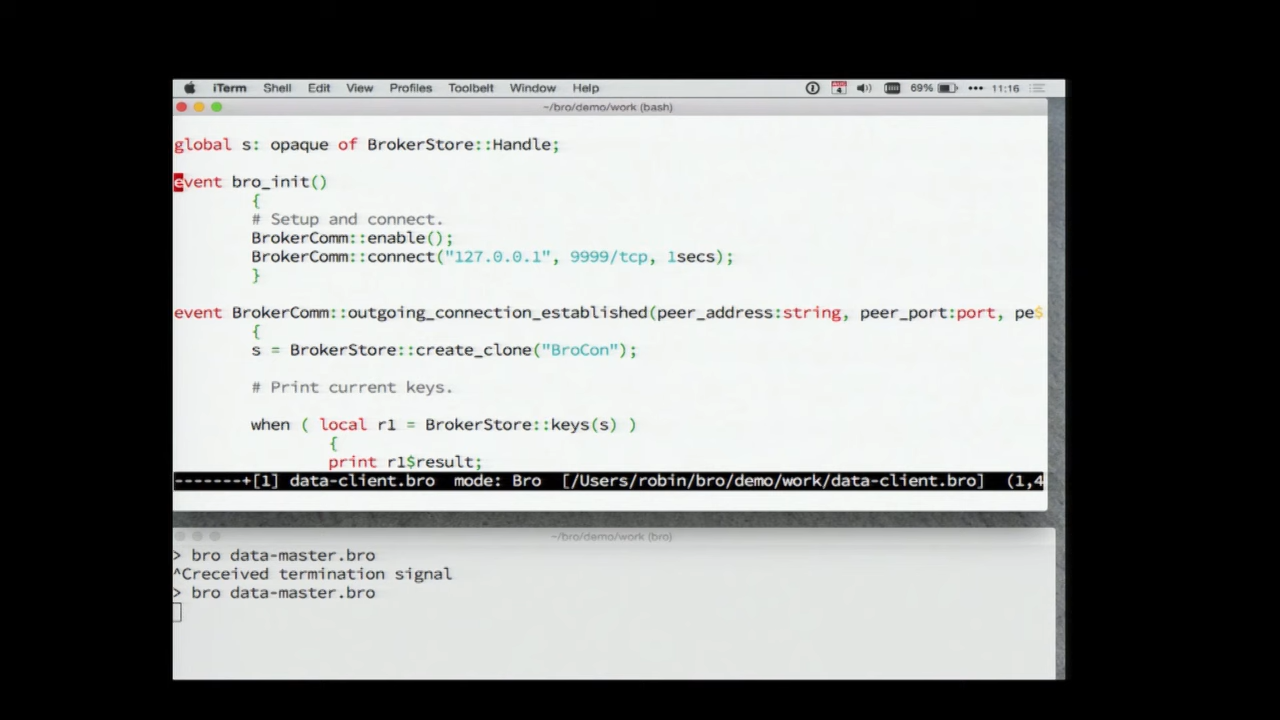 iTerm Shell Edit View Profiles Toolbelt Window Help 69% 11:16
~/bro/demo/work (bash)
global s: opaque of BrokerStore::Handle;
event bro_init()
{
# Setup and connect.
BrokerComm::enable();
BrokerComm::connect("127.0.0.1", 9999/tcp, 1secs);
}
event BrokerComm::outgoing_connection_established(peer_address:string, peer_port:port, pe$
{
s = BrokerStore::create_clone("BroCon");
# Print current keys.
when ( local r1 = BrokerStore::keys(s) )
{
print r1$result;
-------+[1] data-client.bro mode: Bro [/Users/robin/bro/demo/work/data-client.bro] (1,4
~/bro/demo/work (bro)
> bro data-master.bro
^Creceived termination signal
> bro data-master.bro